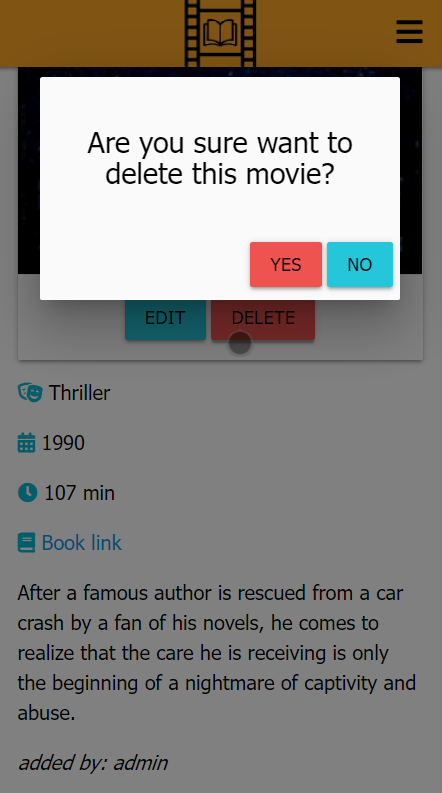 Are you sure want to
delete this movie?
YES NO
EDIT DELETE
Thriller
1990
107 min
Book link
After a famous author is rescued from a car
crash by a fan of his novels, he comes to
realize that the care he is receiving is only
the beginning of a nightmare of captivity and
abuse.
added by: admin